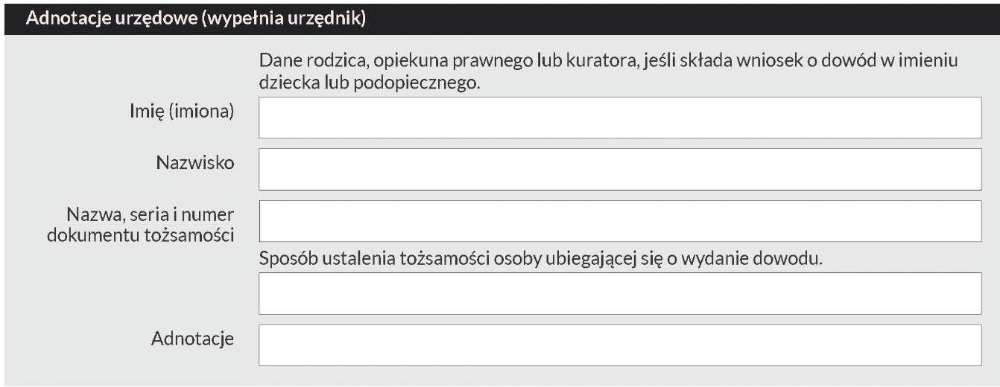 Adnotacje urzędowe (wypełnia urzędnik)
Dane rodzica, opiekuna prawnego lub kuratora, jeśli składa wniosek o dowód w imieniu
dziecka lub podopiecznego.
Imię (imiona)
Nazwisko
Nazwa, seria i numer
dokumentu tożsamości
Sposób ustalenia tożsamości osoby ubiegającej się o wydanie dowodu.
Adnotacje